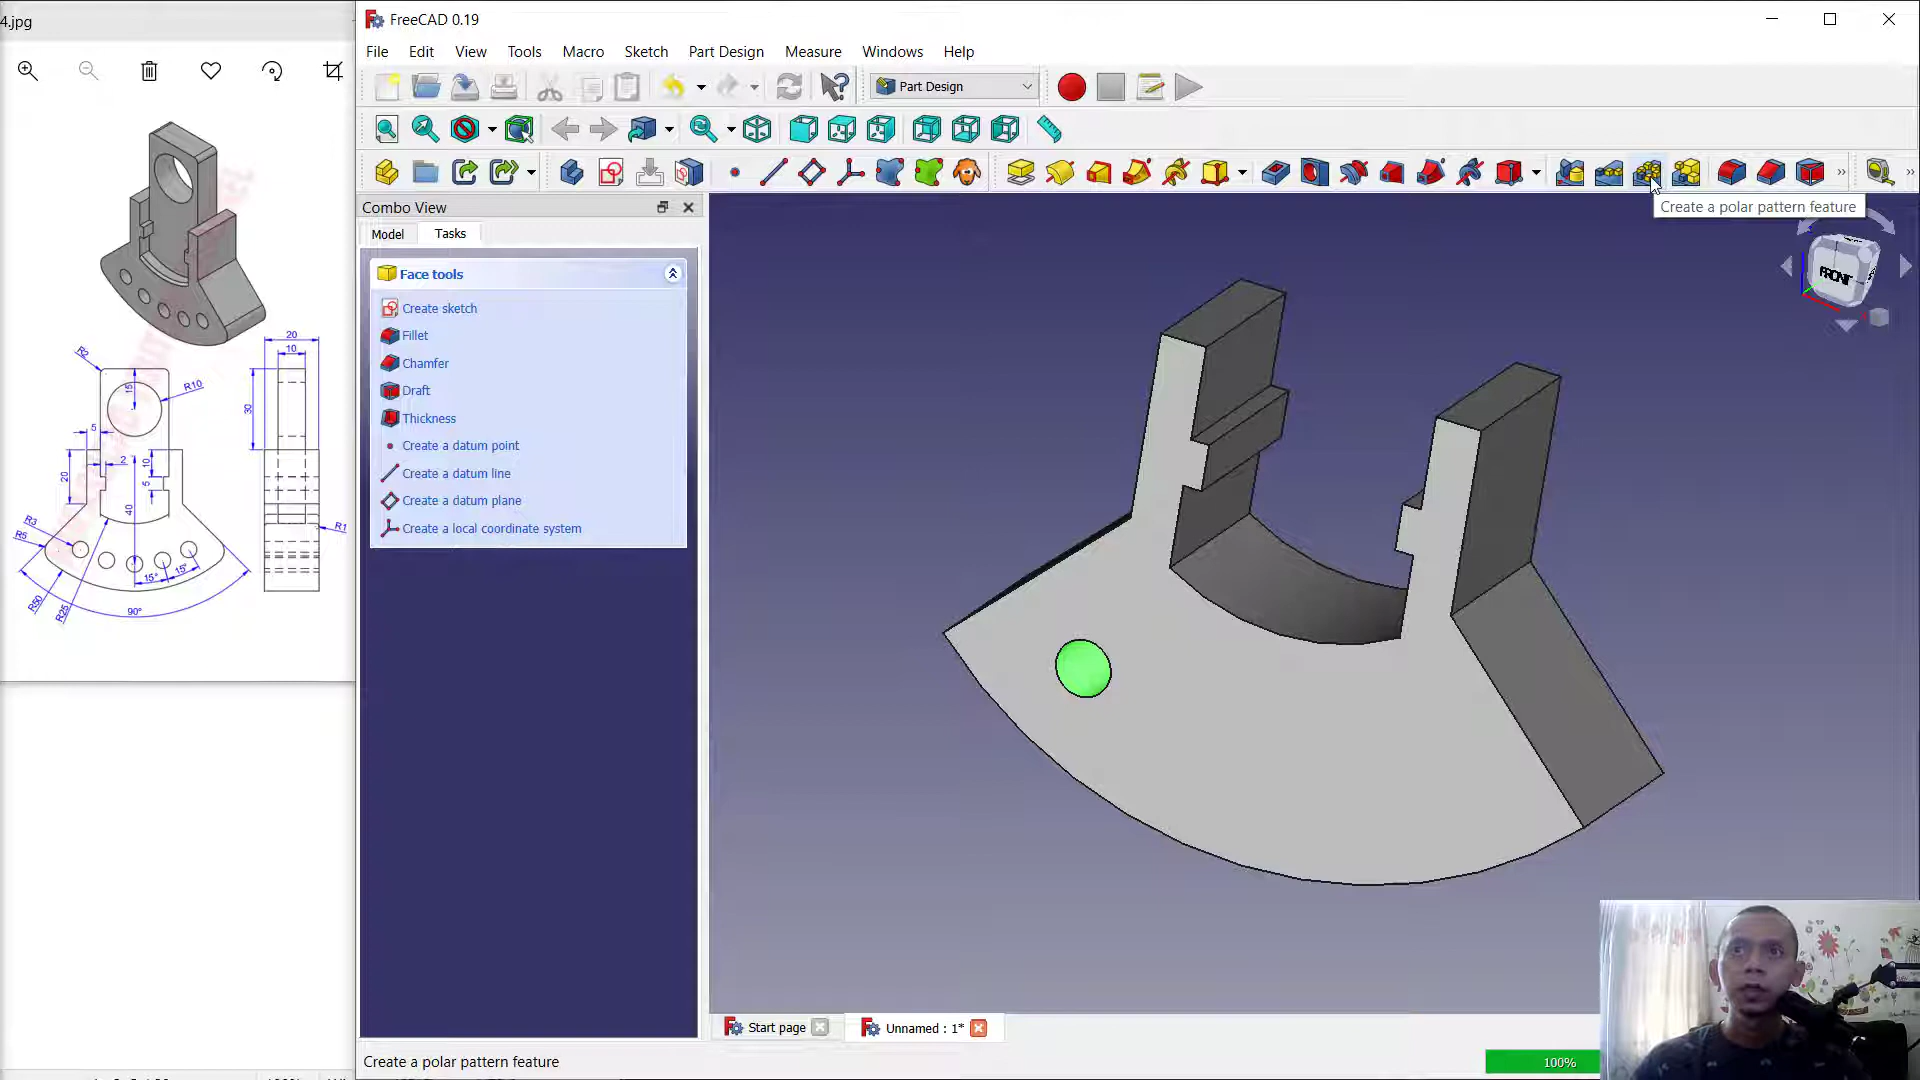 4.jpg
FreeCAD 0.19
File Edit View Tools Macro Sketch Part Design Measure Windows Help
Part Design
Create a polar pattern feature
Combo View
Model Tasks
Face tools
Create sketch
Fillet
Chamfer
Draft
Thickness
Create a datum point
Create a datum line
Create a datum plane
Create a local coordinate system
FRONT
20
10
R2
15
R10
30
5
2
10
20
5
40
R3
R5
R1
15°
15°
R50
R25
90°
Start page
Unnamed : 1*
Create a polar pattern feature
100%